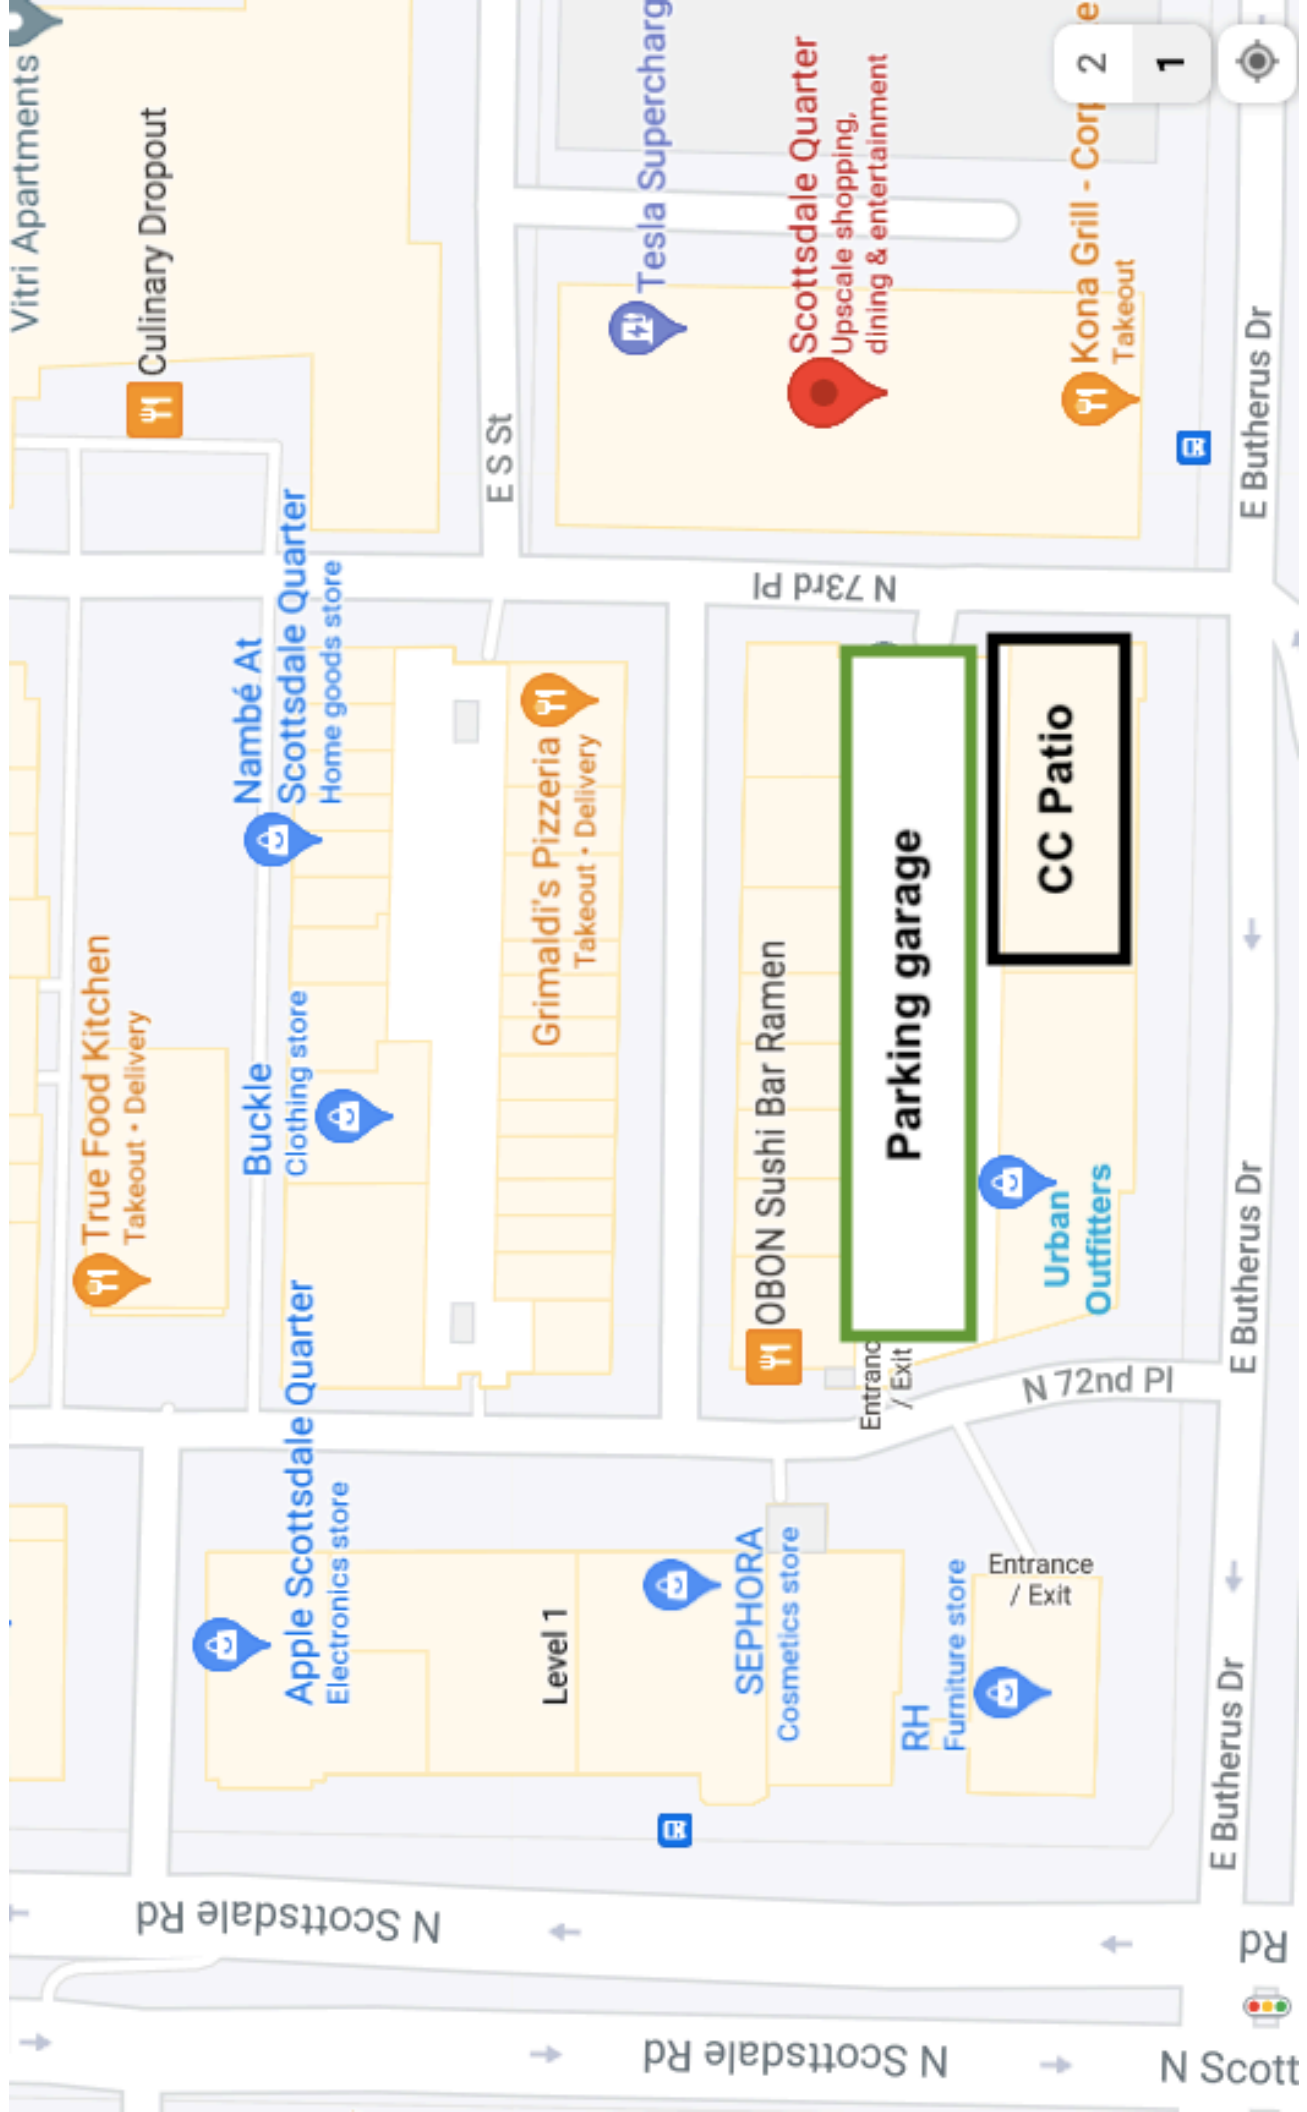 Vitri Apartments
Culinary Dropout
E S St
Tesla Supercharg
Scottsdale Quarter
Upscale shopping,
dining & entertainment
Kona Grill - Corp
e
Takeout
2
1
E Butherus Dr
Nambé At
Scottsdale Quarter
Home goods store
N 73rd Pl
True Food Kitchen
Takeout • Delivery
Buckle
Clothing store
Grimaldi's Pizzeria
Takeout • Delivery
OBON Sushi Bar Ramen
Parking garage
CC Patio
Urban
Outfitters
Entranc
/ Exit
N 72nd Pl
E Butherus Dr
Apple Scottsdale Quarter
Electronics store
Level 1
SEPHORA
Cosmetics store
RH
Furniture store
Entrance
/ Exit
E Butherus Dr
N Scottsdale Rd
Rd
N Scottsdale Rd
N Scott